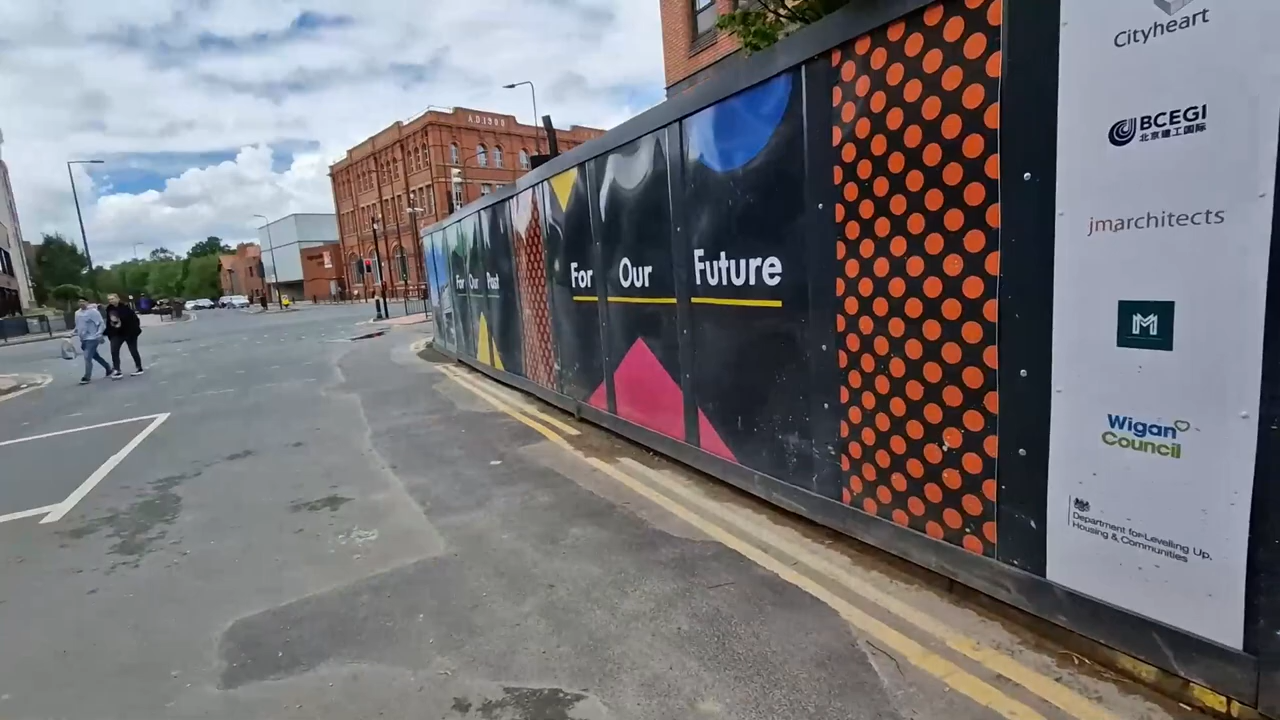 A.D.1900
For Our Past
For Our Future
Cityheart
BCEGI
北京建工国际
jmarchitects
M
Wigan
Council
Department for Levelling Up,
Housing & Communities